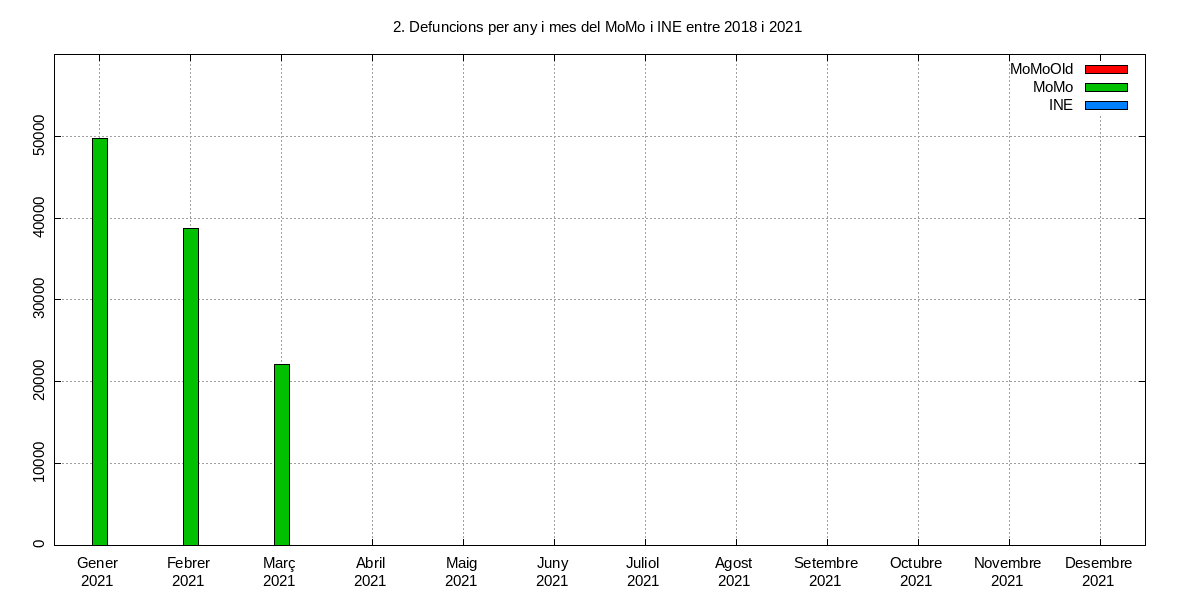 2. Defuncions per any i mes del MoMo i INE entre 2018 i 2021
MoMoOld
MoMo
INE
50000
40000
30000
20000
10000
0
Gener
2021
Febrer
2021
Març
2021
Abril
2021
Maig
2021
Juny
2021
Juliol
2021
Agost
2021
Setembre
2021
Octubre
2021
Novembre
2021
Desembre
2021